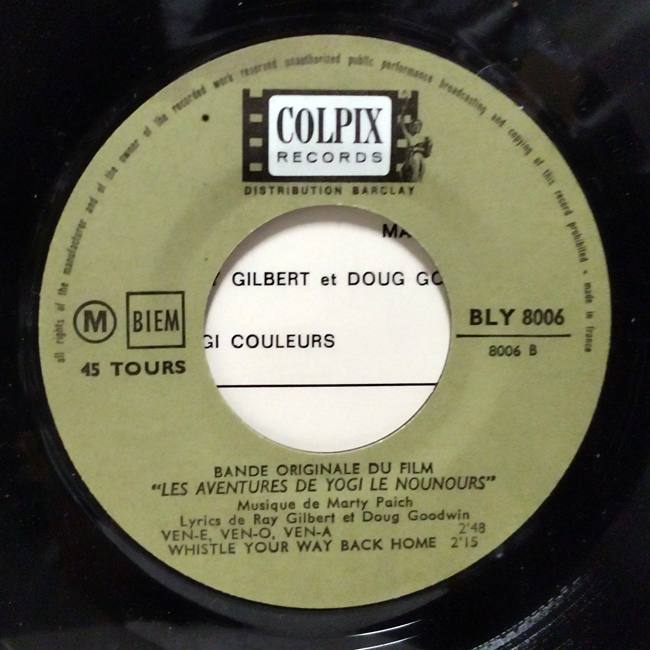 all rights of the manufacturer and of the owner of the recorded work reserved unauthorized public performance broadcasting and copying of this record prohibited • made in france
COLPIX
RECORDS
DISTRIBUTION BARCLAY
MA
GILBERT et DOUG GO
GI COULEURS
M
BIEM
45 TOURS
BLY 8006
8006 B
BANDE ORIGINALE DU FILM
"LES AVENTURES DE YOGI LE NOUNOURS"
Musique de Marty Paich
Lyrics de Ray Gilbert et Doug Goodwin
VEN-E, VEN-O, VEN-A 2'48
WHISTLE YOUR WAY BACK HOME 2'15